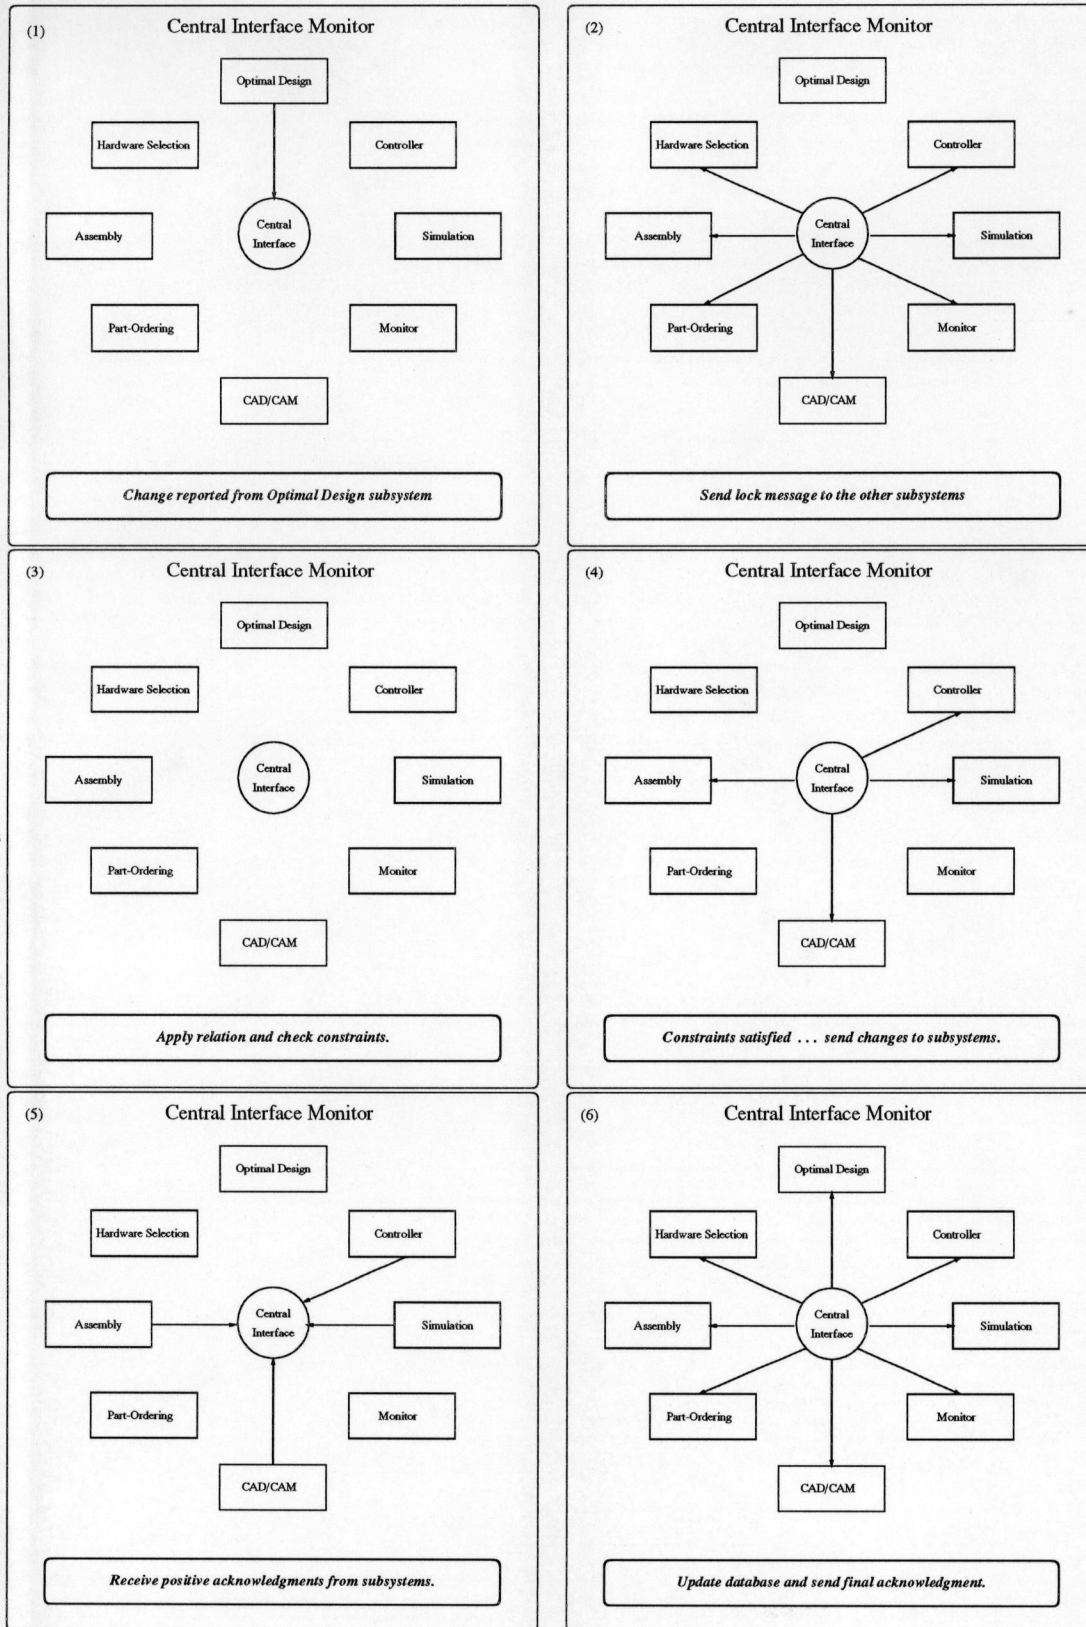 (1)
Central Interface Monitor
Optimal Design
Hardware Selection
Controller
Central
Interface
Assembly
Simulation
Part-Ordering
Monitor
CAD/CAM
Change reported from Optimal Design subsystem
(2)
Central Interface Monitor
Optimal Design
Hardware Selection
Controller
Central
Interface
Assembly
Simulation
Part-Ordering
Monitor
CAD/CAM
Send lock message to the other subsystems
(3)
Central Interface Monitor
Optimal Design
Hardware Selection
Controller
Central
Interface
Assembly
Simulation
Part-Ordering
Monitor
CAD/CAM
Apply relation and check constraints.
(4)
Central Interface Monitor
Optimal Design
Hardware Selection
Controller
Central
Interface
Assembly
Simulation
Part-Ordering
Monitor
CAD/CAM
Constraints satisfied . . . send changes to subsystems.
(5)
Central Interface Monitor
Optimal Design
Hardware Selection
Controller
Central
Interface
Assembly
Simulation
Part-Ordering
Monitor
CAD/CAM
Receive positive acknowledgments from subsystems.
(6)
Central Interface Monitor
Optimal Design
Hardware Selection
Controller
Central
Interface
Assembly
Simulation
Part-Ordering
Monitor
CAD/CAM
Update database and send final acknowledgment.